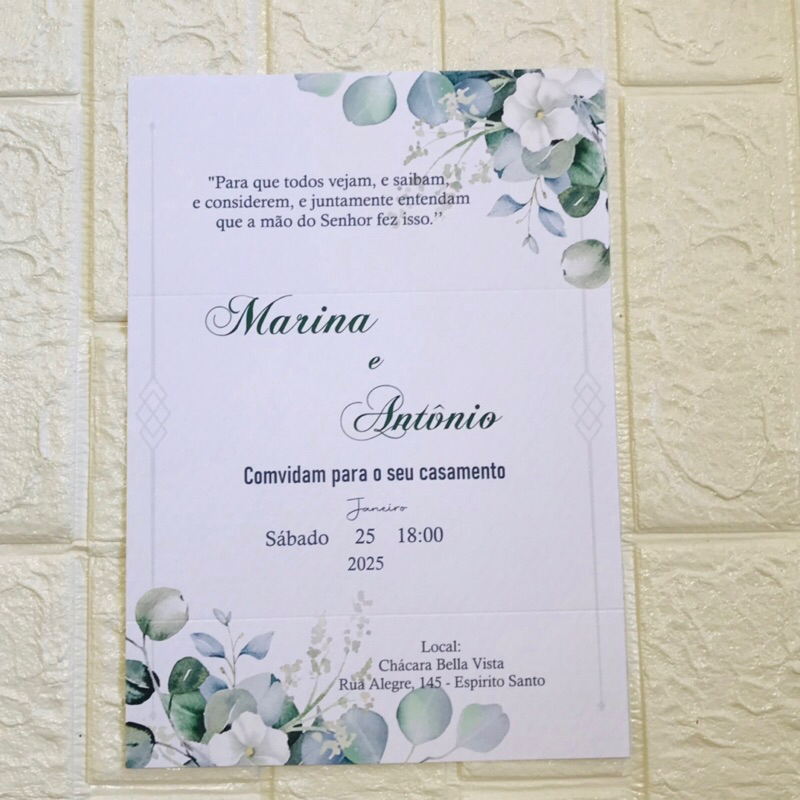 "Para que todos vejam, e saibam,
e considerem, e juntamente entendam
que a mão do Senhor fez isso.’’
Marina
e
Antônio
Comvidam para o seu casamento
Janeiro
Sábado 25 18:00
2025
Local:
Chácara Bella Vista
Rua Alegre, 145 - Espirito Santo